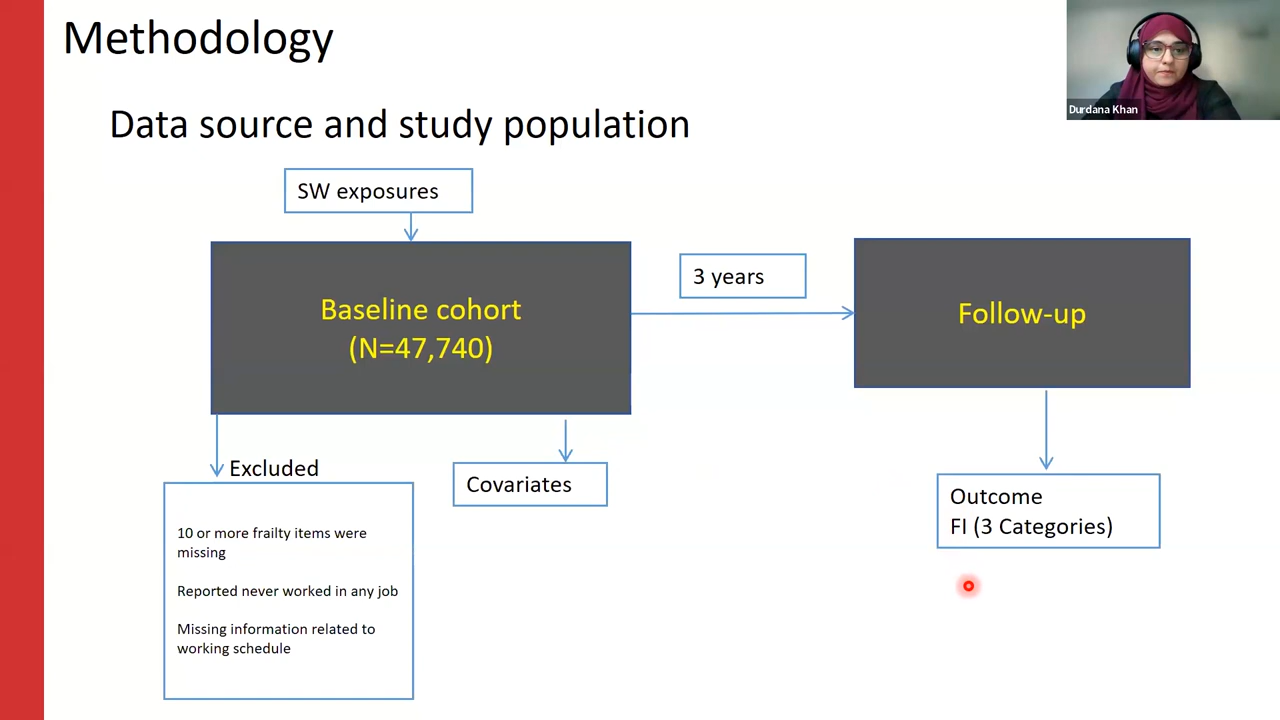 Methodology
Durdana Khan
Data source and study population
SW exposures
Baseline cohort
(N=47,740)
3 years
Follow-up
Excluded
10 or more frailty items were
missing
Reported never worked in any job
Missing information related to
working schedule
Covariates
Outcome
FI (3 Categories)